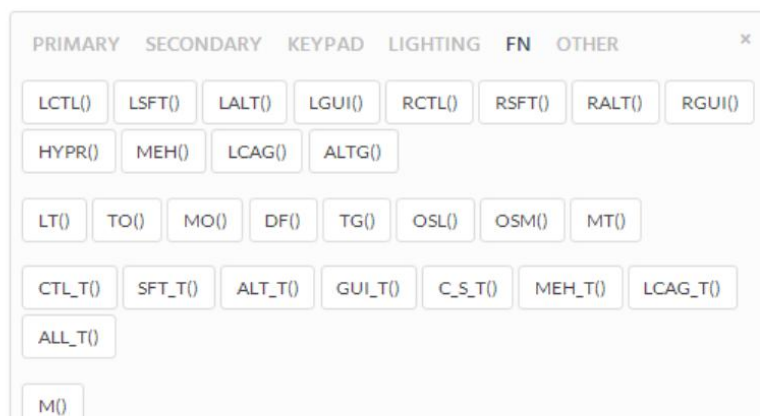 PRIMARY SECONDARY KEYPAD LIGHTING FN OTHER ×
LCTL() LSFT() LALT() LGUI() RCTL() RSFT() RALT() RGUI()
HYPR() MEH() LCAG() ALTG()
LT() TO() MO() DF() TG() OSL() OSM() MT()
CTL_T() SFT_T() ALT_T() GUI_T() C_S_T() MEH_T() LCAG_T()
ALL_T()
M()